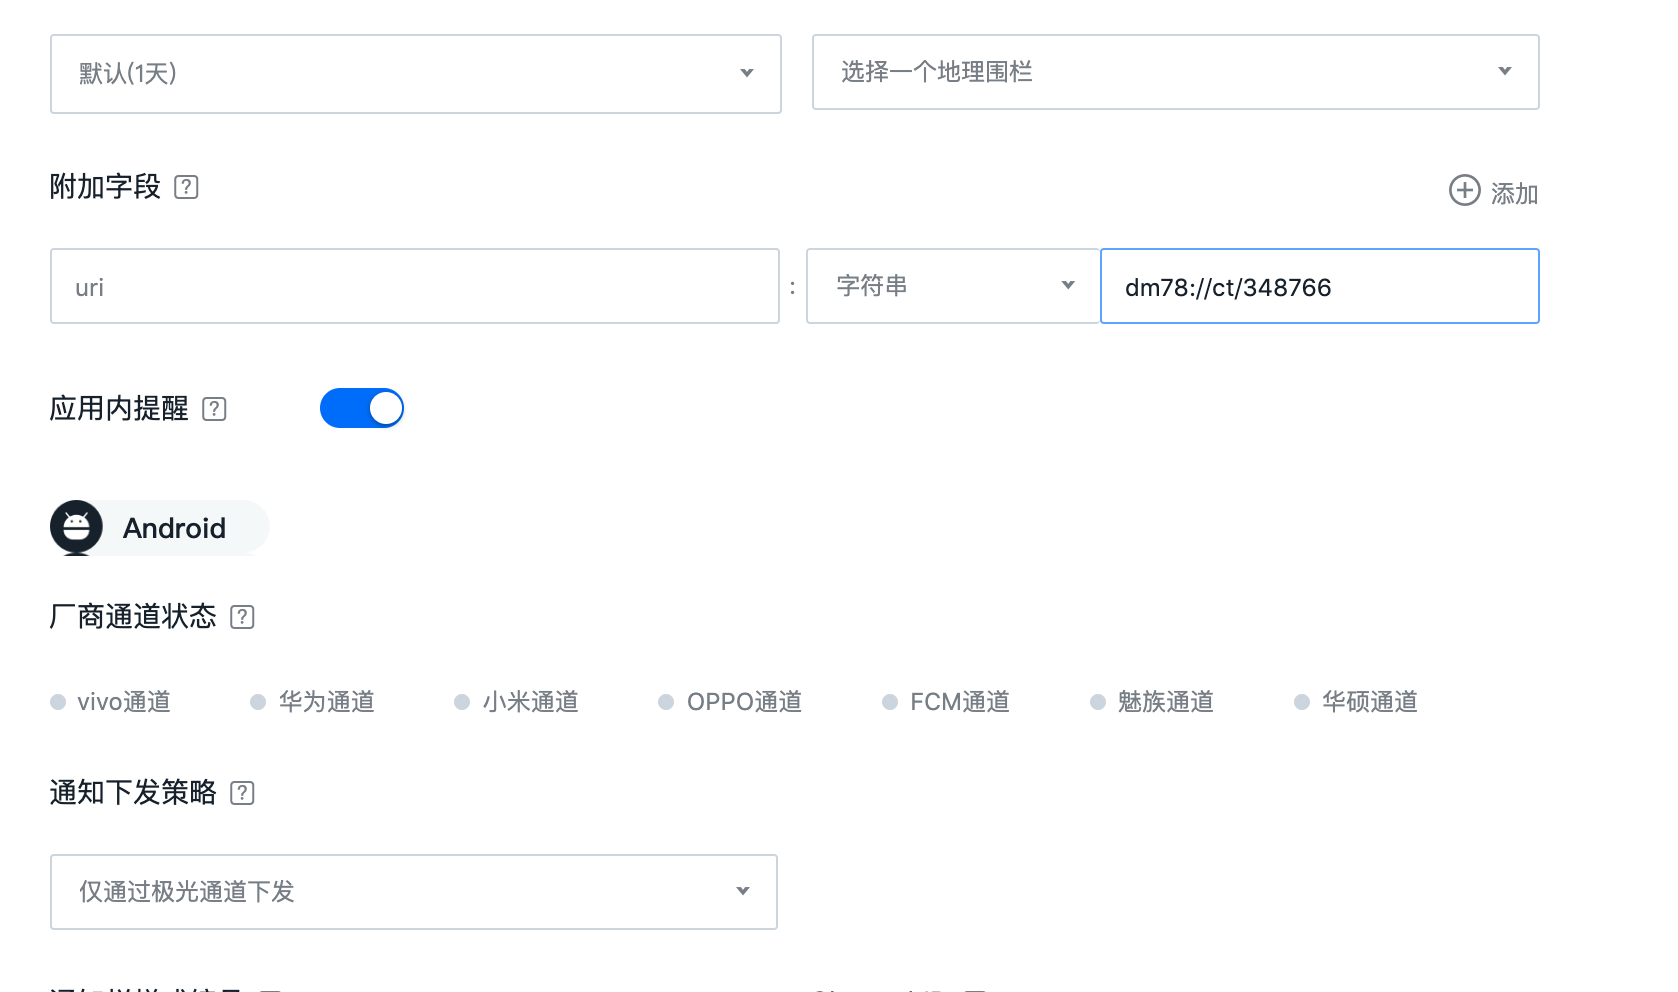 默认(1天)
选择一个地理围栏
附加字段 ?
添加
uri : 字符串 dm78://ct/348766
应用内提醒 ?
Android
厂商通道状态 ?
vivo通道 华为通道 小米通道 OPPO通道 FCM通道 魅族通道 华硕通道
通知下发策略 ?
仅通过极光通道下发